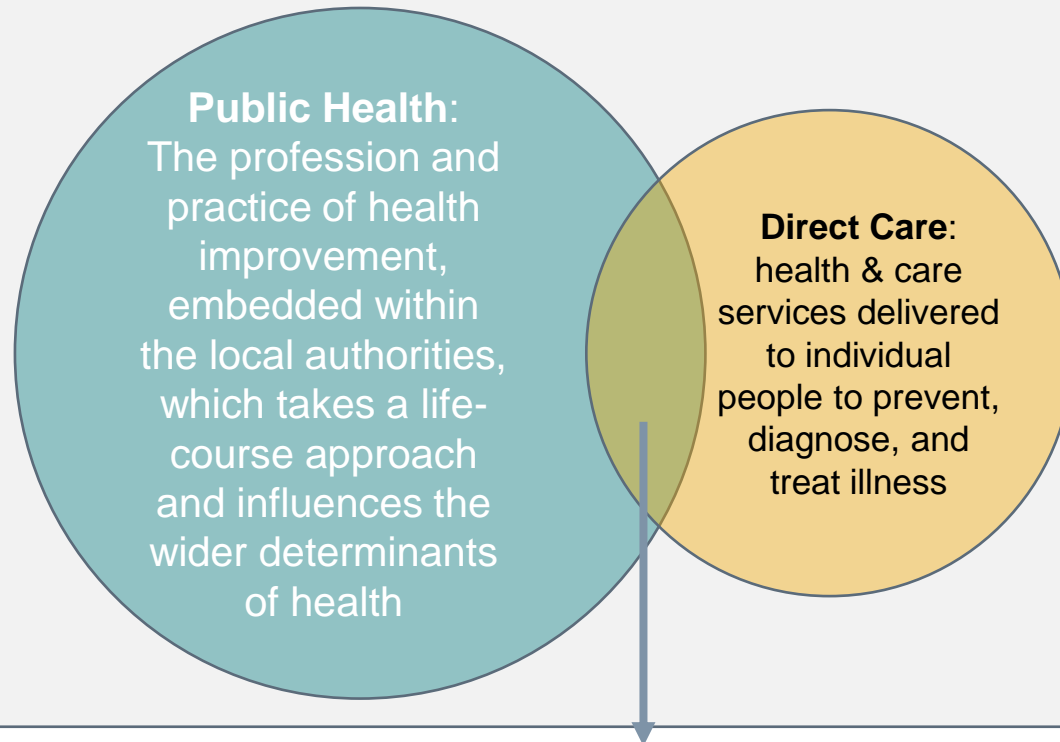 Public Health:
The profession and
practice of health
improvement,
embedded within
the local authorities,
which takes a life-
course approach
and influences the
wider determinants
of health
Direct Care:
health & care
services delivered
to individual
people to prevent,
diagnose, and
treat illness